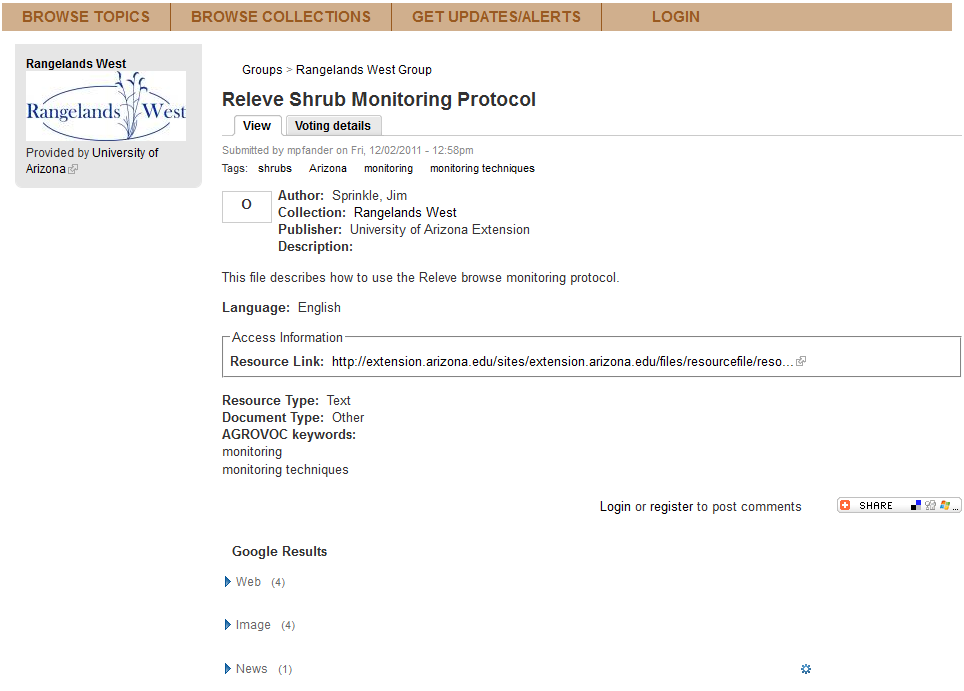 BROWSE TOPICS BROWSE COLLECTIONS GET UPDATES/ALERTS LOGIN
Rangelands West
Rangelands West
Provided by University of
Arizona
Groups > Rangelands West Group
Releve Shrub Monitoring Protocol
View Voting details
Submitted by mpfander on Fri, 12/02/2011 - 12:58pm
Tags: shrubs Arizona monitoring monitoring techniques
0
Author: Sprinkle, Jim
Collection: Rangelands West
Publisher: University of Arizona Extension
Description:
This file describes how to use the Releve browse monitoring protocol.
Language: English
Access Information
Resource Link: http://extension.arizona.edu/sites/extension.arizona.edu/files/resourcefile/reso...
Resource Type: Text
Document Type: Other
AGROVOC keywords:
monitoring
monitoring techniques
Login or register to post comments
SHARE ...
Google Results
Web (4)
Image (4)
News (1)